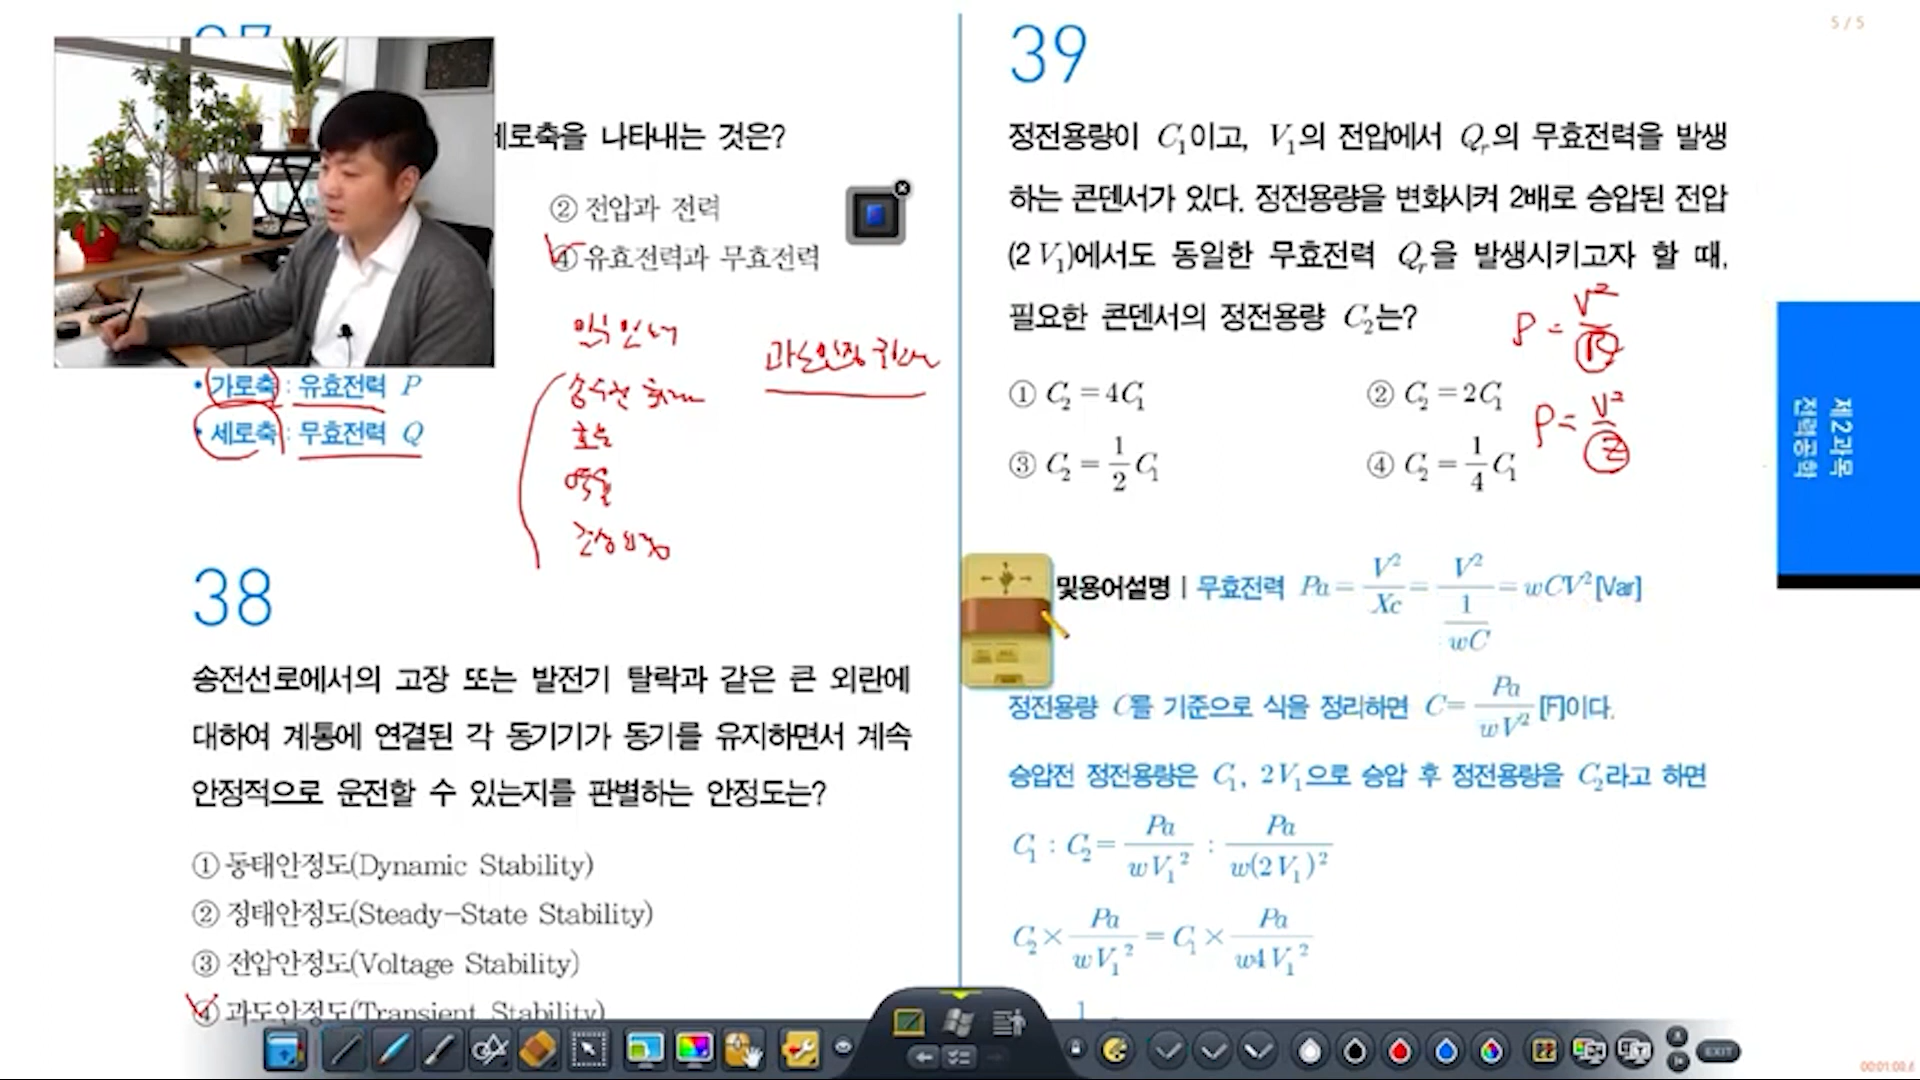 세로축을 나타내는 것은?
② 전압과 전력
④ 유효전력과 무효전력
• 가로축 : 유효전력 P
• 세로축 : 무효전력 Q
38
송전선로에서의 고장 또는 발전기 탈락과 같은 큰 외란에
대하여 계통에 연결된 각 동기기가 동기를 유지하면서 계속
안정적으로 운전할 수 있는지를 판별하는 안정도는?
① 동태안정도(Dynamic Stability)
② 정태안정도(Steady-State Stability)
③ 전압안정도(Voltage Stability)
④ 과도안정도(Transient Stability)
5 / 5
39
정전용량이 C₁이고, V₁의 전압에서 Qᵣ의 무효전력을 발생
하는 콘덴서가 있다. 정전용량을 변화시켜 2배로 승압된 전압
(2V₁)에서도 동일한 무효전력 Qᵣ을 발생시키고자 할 때,
필요한 콘덴서의 정전용량 C₂는?
P = V²/R
① C₂ = 4C₁ ② C₂ = 2C₁
P = V²/Z
③ C₂ = 1/2 C₁ ④ C₂ = 1/4 C₁
및용어설명 | 무효전력 Pa = V²/Xc = V²/(1/wC) = wCV² [Var]
정전용량 C를 기준으로 식을 정리하면 C = Pa/wV² [F]이다.
승압전 정전용량은 C₁, 2V₁으로 승압 후 정전용량을 C₂라고 하면
C₁ : C₂ = Pa/wV₁² : Pa/w(2V₁)²
C₂ × Pa/wV₁² = C₁ × Pa/w4V₁²
1
제2과목
전력공학
EXIT